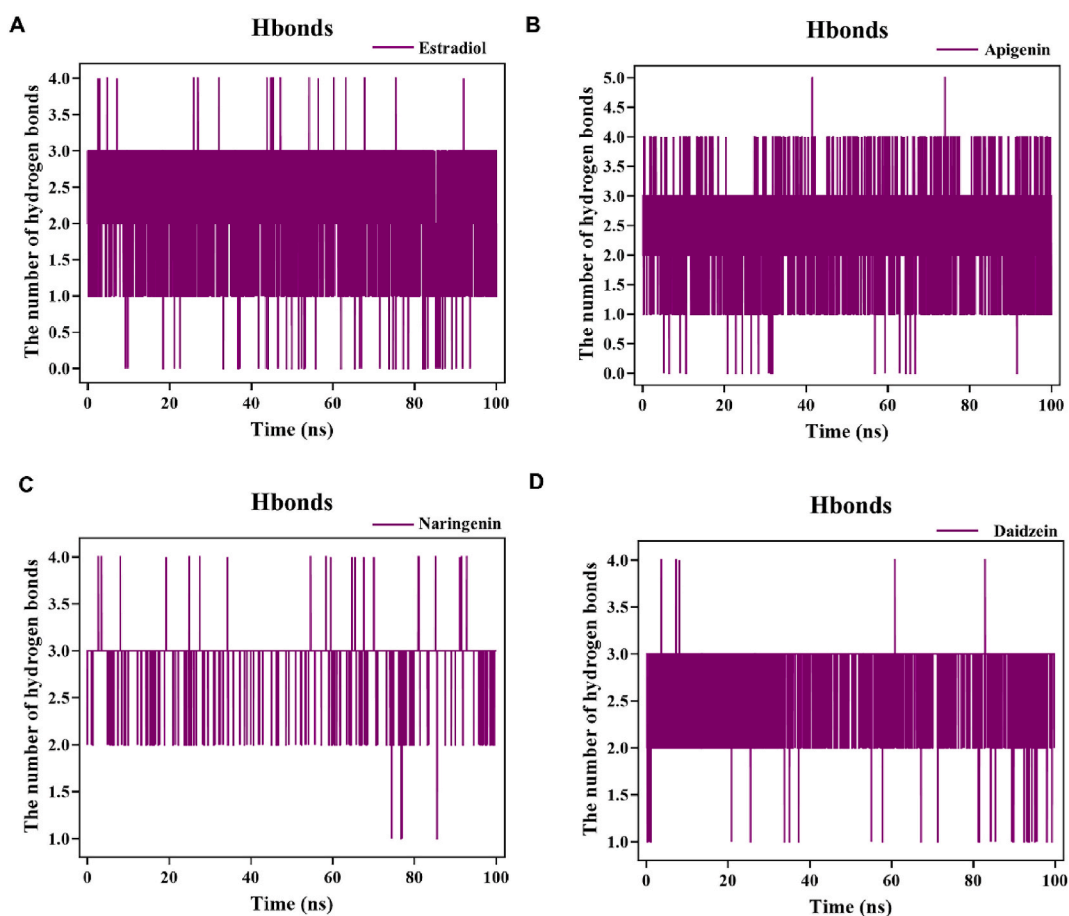 A
Hbonds
Estradiol
The number of hydrogen bonds
4.0
3.5
3.0
2.5
2.0
1.5
1.0
0.5
0.0
0 20 40 60 80 100
Time (ns)
B
Hbonds
Apigenin
The number of hydrogen bonds
5.0
4.5
4.0
3.5
3.0
2.5
2.0
1.5
1.0
0.5
0.0
0 20 40 60 80 100
Time (ns)
C
Hbonds
Naringenin
The number of hydrogen bonds
4.0
3.5
3.0
2.5
2.0
1.5
1.0
0 20 40 60 80 100
Time (ns)
D
Hbonds
Daidzein
The number of hydrogen bonds
4.0
3.5
3.0
2.5
2.0
1.5
1.0
0 20 40 60 80 100
Time (ns)